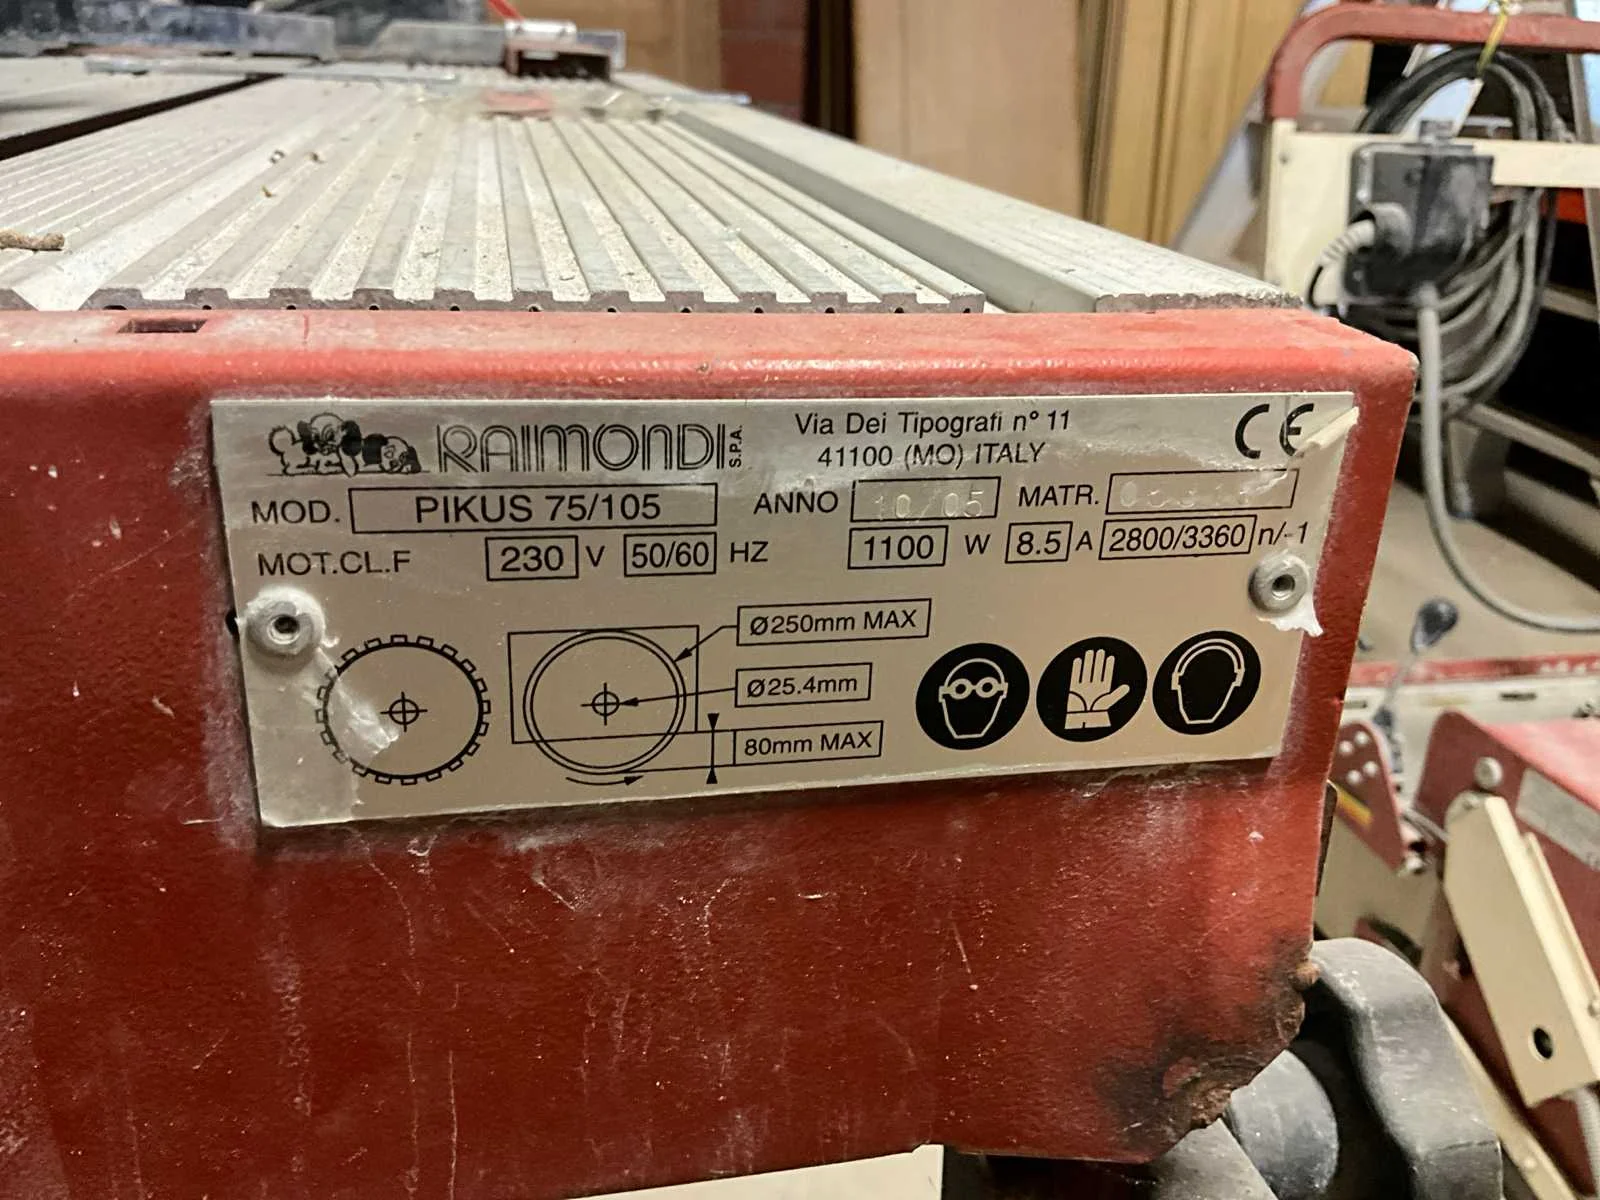 RAIMONDI S.P.A.
Via Dei Tipografi n° 11
41100 (MO) ITALY
CE
MOD. PIKUS 75/105 ANNO 10/05 MATR.
MOT.CL.F 230 V 50/60 HZ 1100 W 8.5 A 2800/3360 n/-1
Ø250mm MAX
Ø25.4mm
80mm MAX